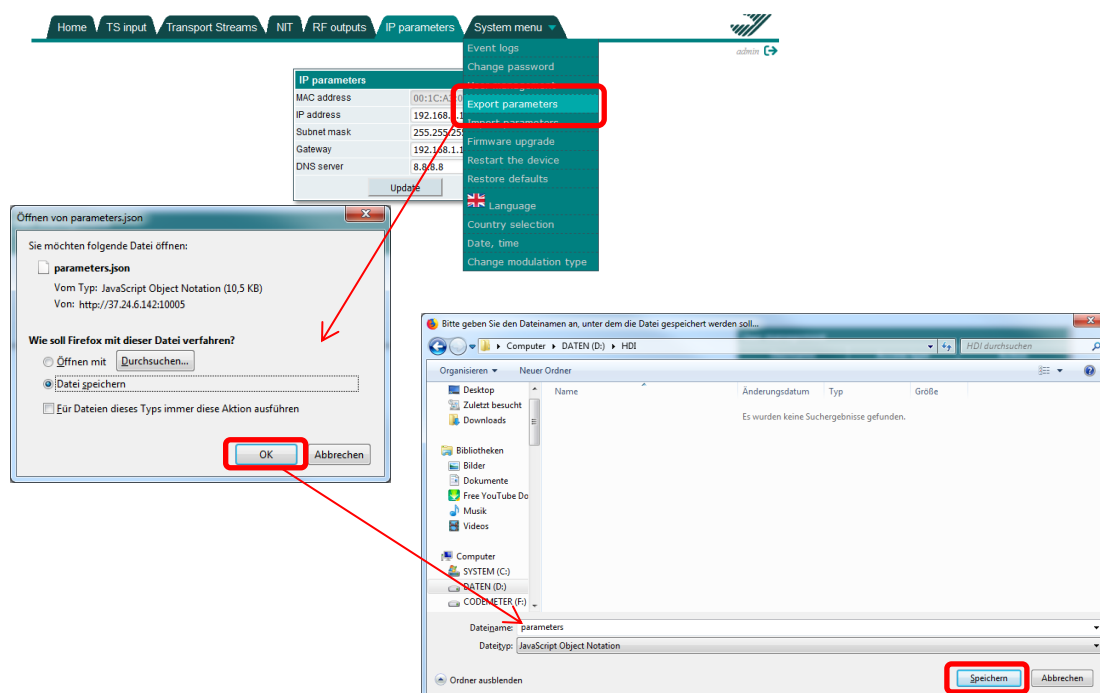 Home TS input Transport Streams NIT RF outputs IP parameters System menu
admin
Event logs
Change password
Export parameters
Import parameters
Firmware upgrade
Restart the device
Restore defaults
Language
Country selection
Date, time
Change modulation type
IP parameters
MAC address 00:1C:A
IP address 192.168.
Subnet mask 255.255
Gateway 192.168.1.1
DNS server 8.8.8.8
Update
Öffnen von parameters.json
Sie möchten folgende Datei öffnen:
parameters.json
Vom Typ: JavaScript Object Notation (10,5 KB)
Von: http://37.24.6.142:10005
Wie soll Firefox mit dieser Datei verfahren?
Öffnen mit Durchsuchen...
Datei speichern
Für Dateien dieses Typs immer diese Aktion ausführen
OK Abbrechen
Bitte geben Sie den Dateinamen an, unter dem die Datei gespeichert werden soll...
Computer DATEN (D:) HDI HDI durchsuchen
Organisieren Neuer Ordner
Name Änderungsdatum Typ Größe
Es wurden keine Suchergebnisse gefunden.
Desktop
Zuletzt besucht
Downloads
Bibliotheken
Bilder
Dokumente
Free YouTube Do
Musik
Videos
Computer
SYSTEM (C:)
DATEN (D:)
CODEMETER (F:)
Dateiname: parameters
Dateityp: JavaScript Object Notation
Ordner ausblenden Speichern Abbrechen